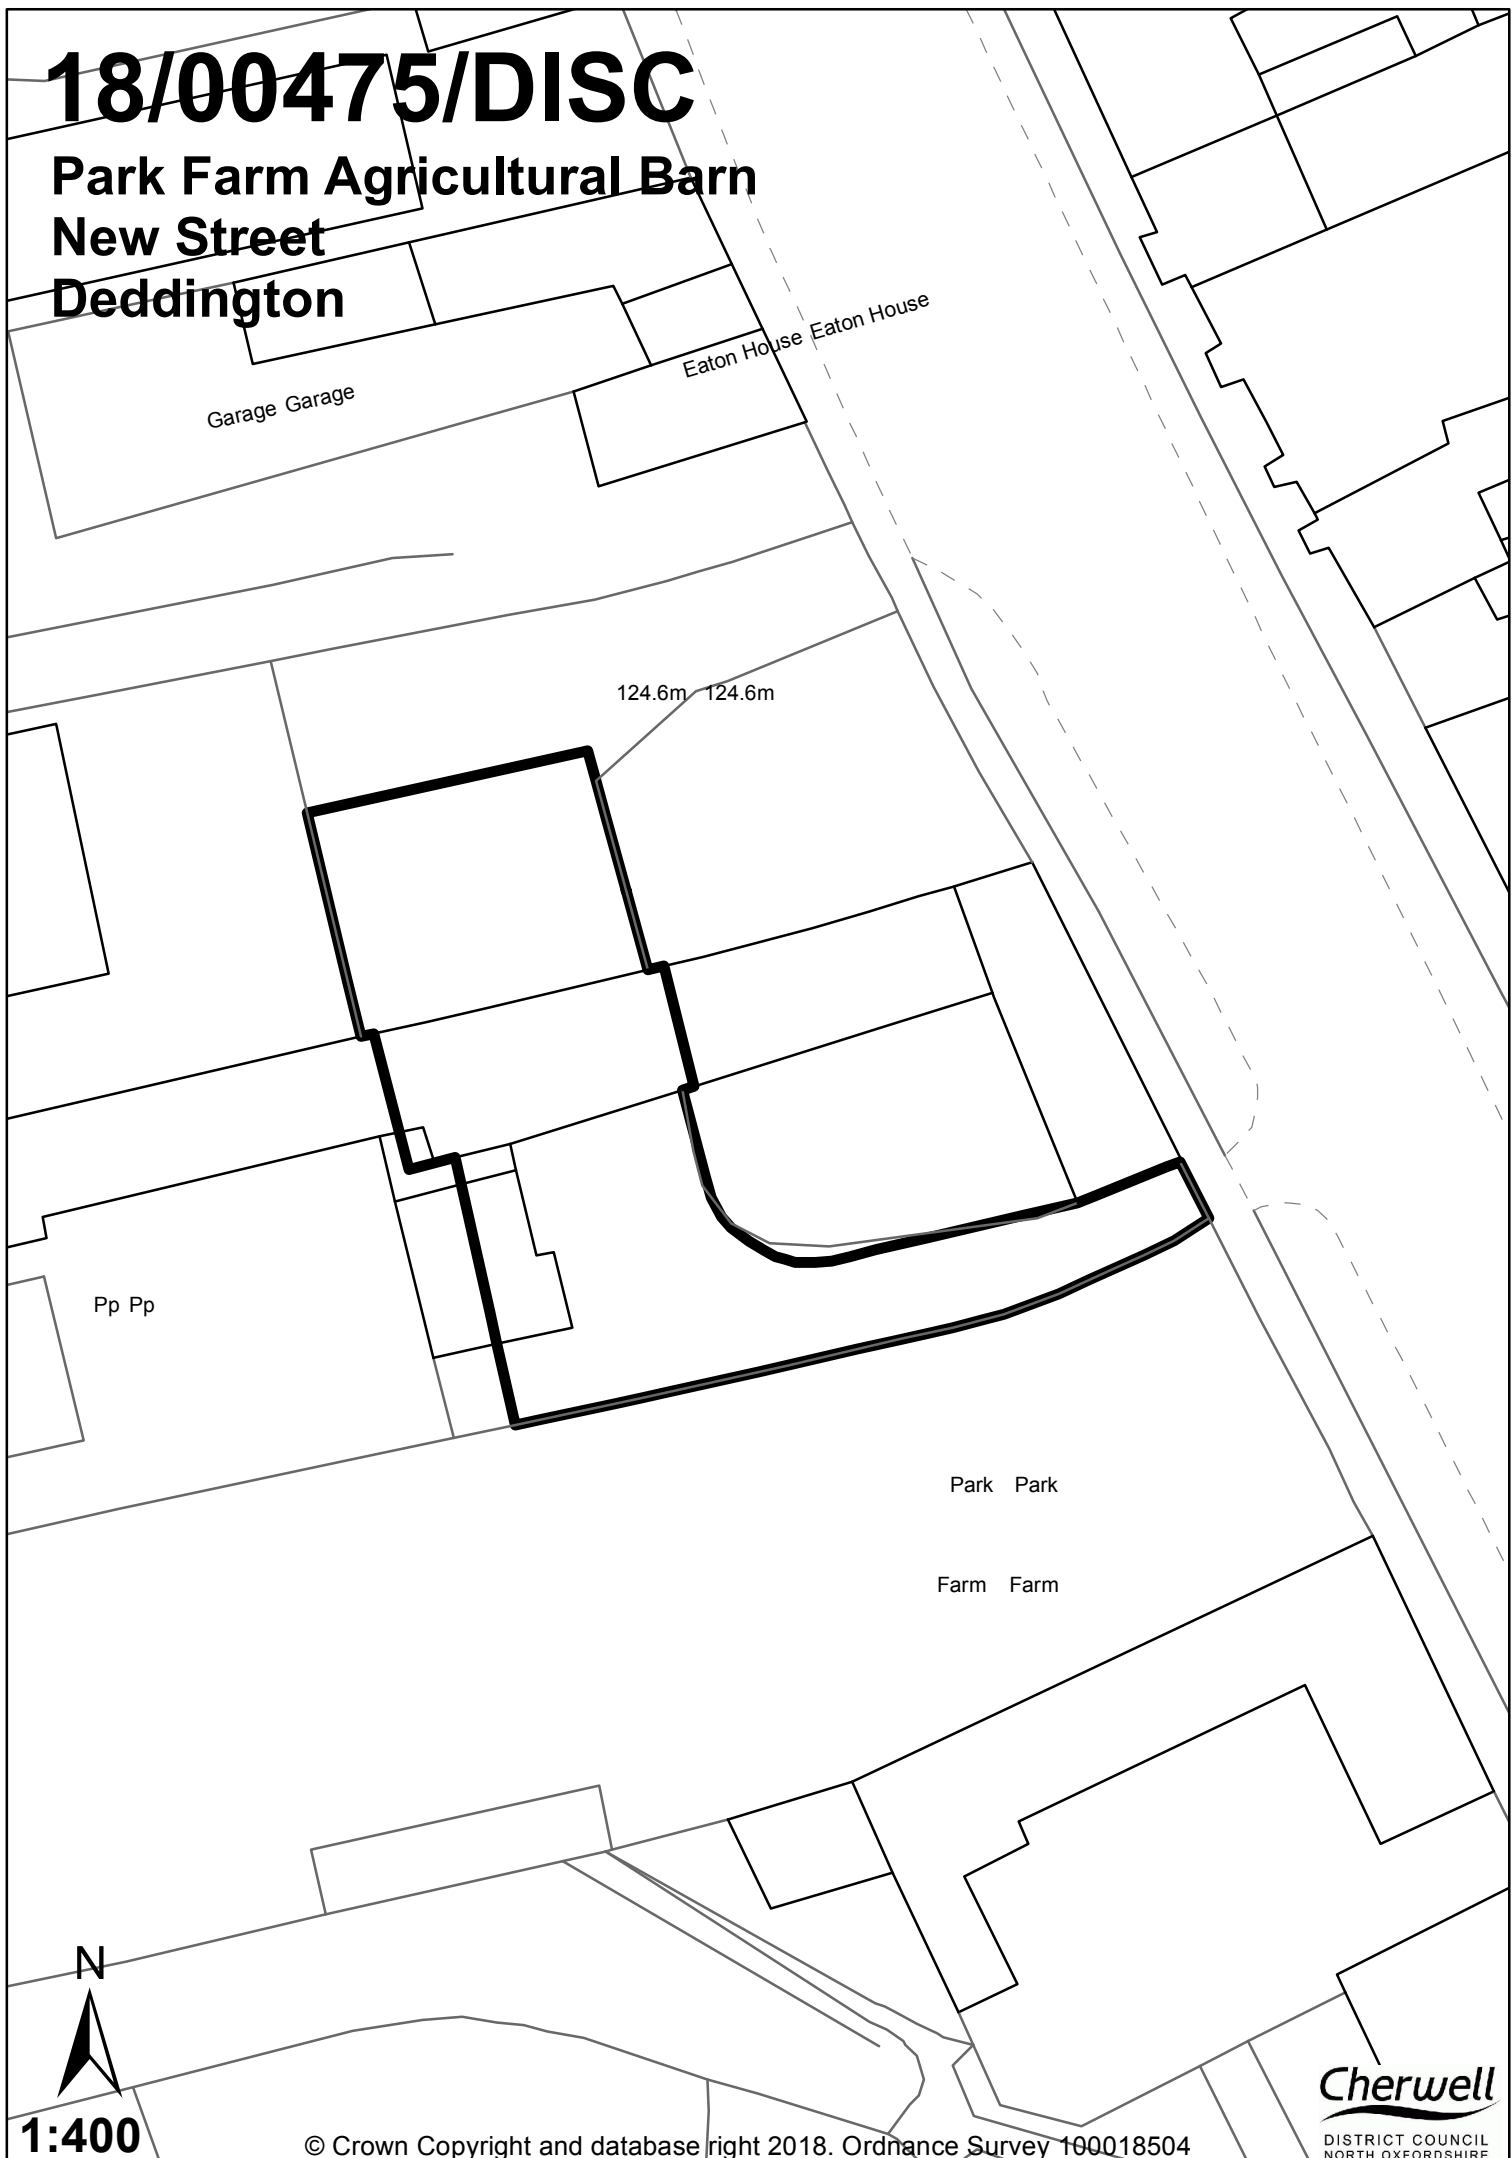 18/00475/DISC
Park Farm Agricultural Barn
New Street
Deddington
Eaton House Eaton House
Garage Garage
124.6m 124.6m
Pp Pp
Park Park
Farm Farm
N
1:400
© Crown Copyright and database right 2018. Ordnance Survey 100018504
Cherwell
DISTRICT COUNCIL
NORTH OXFORDSHIRE